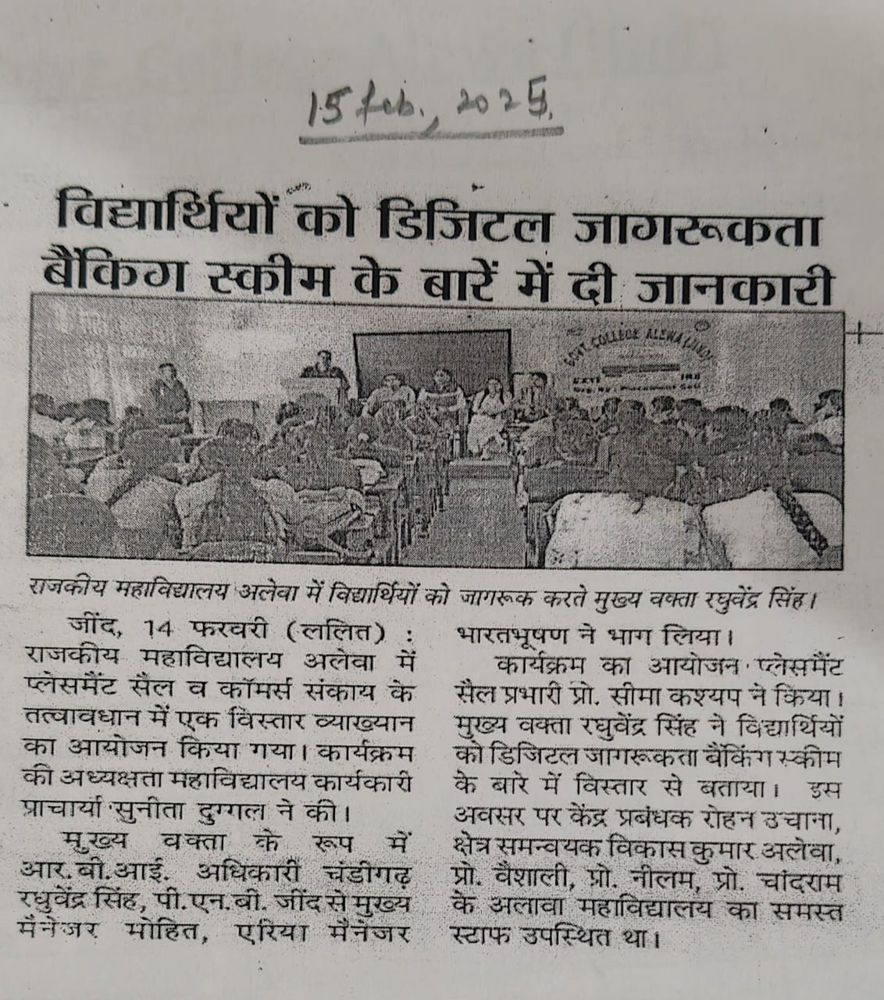 15 Feb., 2025.
विद्यार्थियों को डिजिटल जागरूकता
बैंकिग स्कीम के बारें में दी जानकारी
GOVT. COLLEGE ALEWA (JIND)
राजकीय महाविद्यालय अलेवा में विद्यार्थियों को जागरूक करते मुख्य वक्ता रघुवेंद्र सिंह।
जींद, 14 फरवरी (ललित) :
राजकीय महाविद्यालय अलेवा में
प्लेसमैंट सैल व कॉमर्स संकाय के
तत्वावधान में एक विस्तार व्याख्यान
का आयोजन किया गया। कार्यक्रम
की अध्यक्षता महाविद्यालय कार्यकारी
प्राचार्या सुनीता दुग्गल ने की।
मुख्य वक्ता के रूप में
आर.बी.आई. अधिकारी चंडीगढ़
रघुवेंद्र सिंह, पी.एन.बी. जींद से मुख्य
मैनेजर मोहित, एरिया मैनेजर
भारतभूषण ने भाग लिया।
कार्यक्रम का आयोजन प्लेसमैंट
सैल प्रभारी प्रो. सीमा कश्यप ने किया।
मुख्य वक्ता रघुवेंद्र सिंह ने विद्यार्थियों
को डिजिटल जागरूकता बैंकिंग स्कीम
के बारे में विस्तार से बताया। इस
अवसर पर केंद्र प्रबंधक रोहन उचाना,
क्षेत्र समन्वयक विकास कुमार अलेवा,
प्रो. वैशाली, प्रो. नीलम, प्रो. चांदराम
के अलावा महाविद्यालय का समस्त
स्टाफ उपस्थित था।